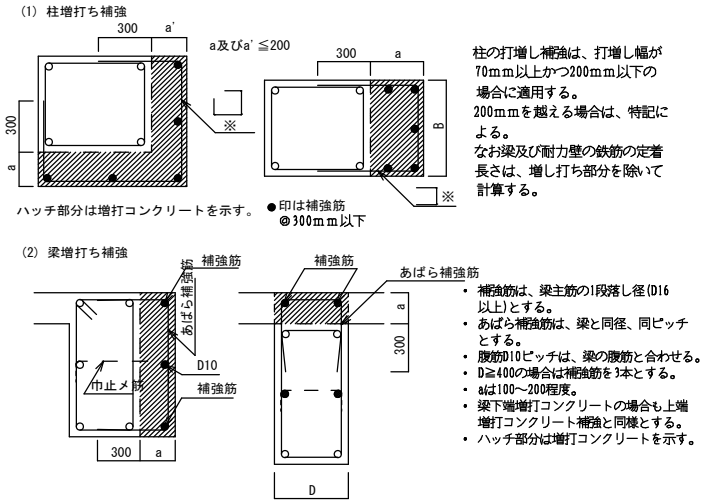 (1) 柱増打ち補強
300
a'
a及びa'≦200
300
a
300
a
※
B
※
柱の打増し補強は、打増し幅が
70mm以上かつ200mm以下の
場合に適用する。
200mmを越える場合は、特記に
よる。
なお梁及び耐力壁の鉄筋の定着
長さは、増し打ち部分を除いて
計算する。
ハッチ部分は増打コンクリートを示す。
●印は補強筋
@300mm以下
(2) 梁増打ち補強
補強筋
あばら補強筋
D10
巾止メ筋
補強筋
300
a
補強筋
あばら補強筋
a
300
D
・ 補強筋は、梁主筋の1段落し径(D16
以上)とする。
・ あばら補強筋は、梁と同径、同ピッチ
とする。
・ 腹筋D10ピッチは、梁の腹筋と合わせる。
・ D≧400の場合は補強筋を3本とする。
・ aは100～200程度。
・ 梁下端増打コンクリートの場合も上端
増打コンクリート補強と同様とする。
・ ハッチ部分は増打コンクリートを示す。